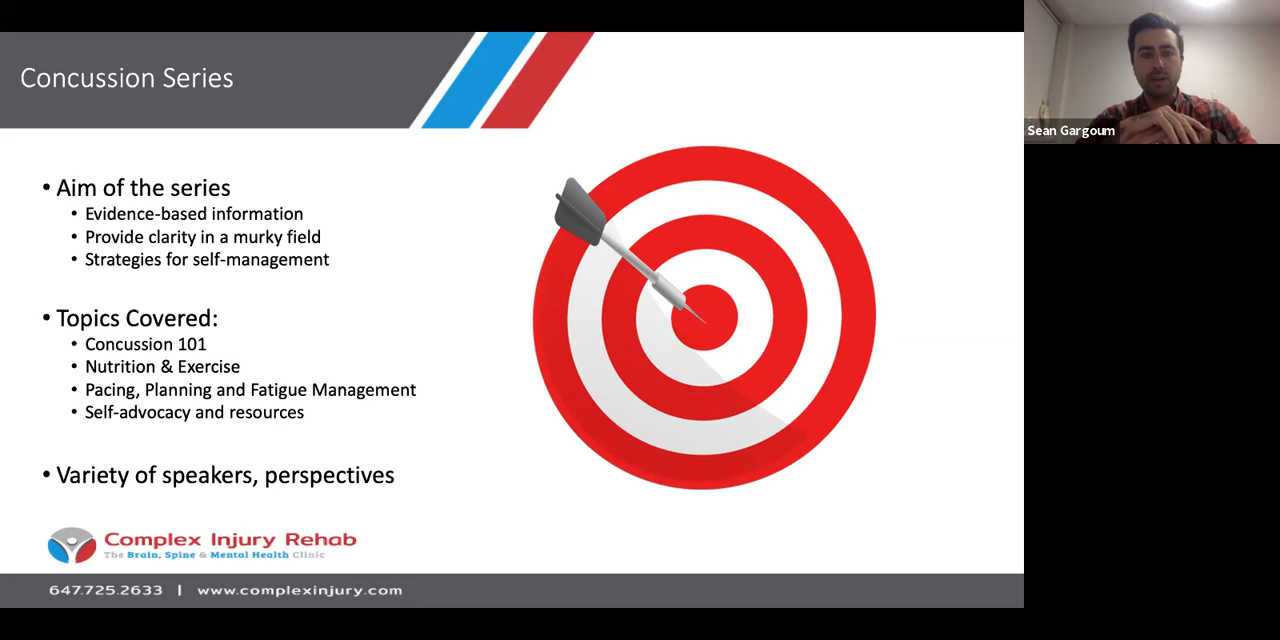 Concussion Series
Sean Gargoum
• Aim of the series
• Evidence-based information
• Provide clarity in a murky field
• Strategies for self-management
• Topics Covered:
• Concussion 101
• Nutrition & Exercise
• Pacing, Planning and Fatigue Management
• Self-advocacy and resources
• Variety of speakers, perspectives
Complex Injury Rehab
The Brain, Spine & Mental Health Clinic
647.725.2633 | www.complexinjury.com